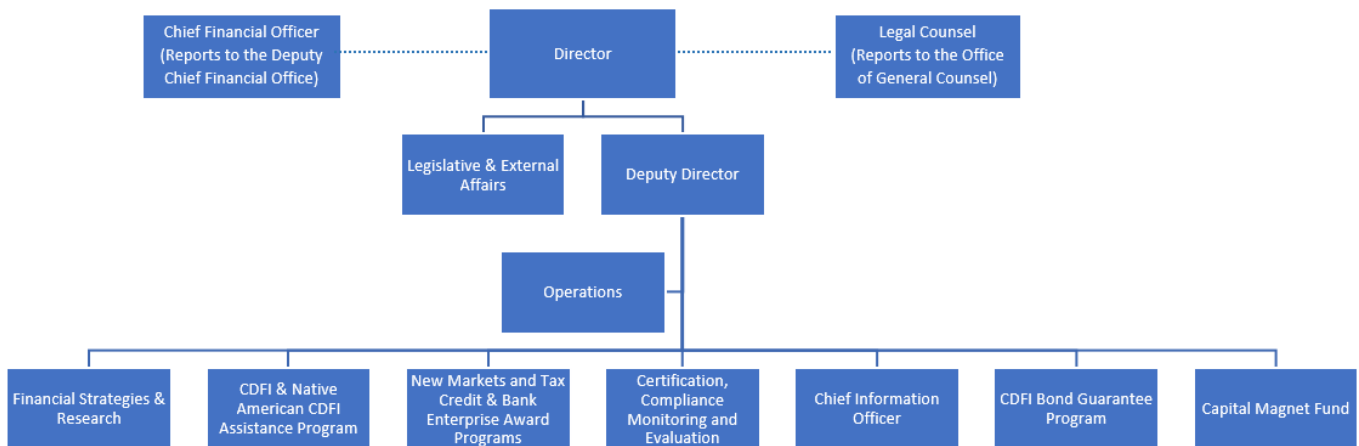 Chief Financial Officer
(Reports to the Deputy
Chief Financial Office)
Director
Legal Counsel
(Reports to the Office
of General Counsel)
Legislative & External
Affairs
Deputy Director
Operations
Financial Strategies &
Research
CDFI & Native
American CDFI
Assistance Program
New Markets and Tax
Credit & Bank
Enterprise Award
Programs
Certification,
Compliance
Monitoring and
Evaluation
Chief Information
Officer
CDFI Bond Guarantee
Program
Capital Magnet Fund